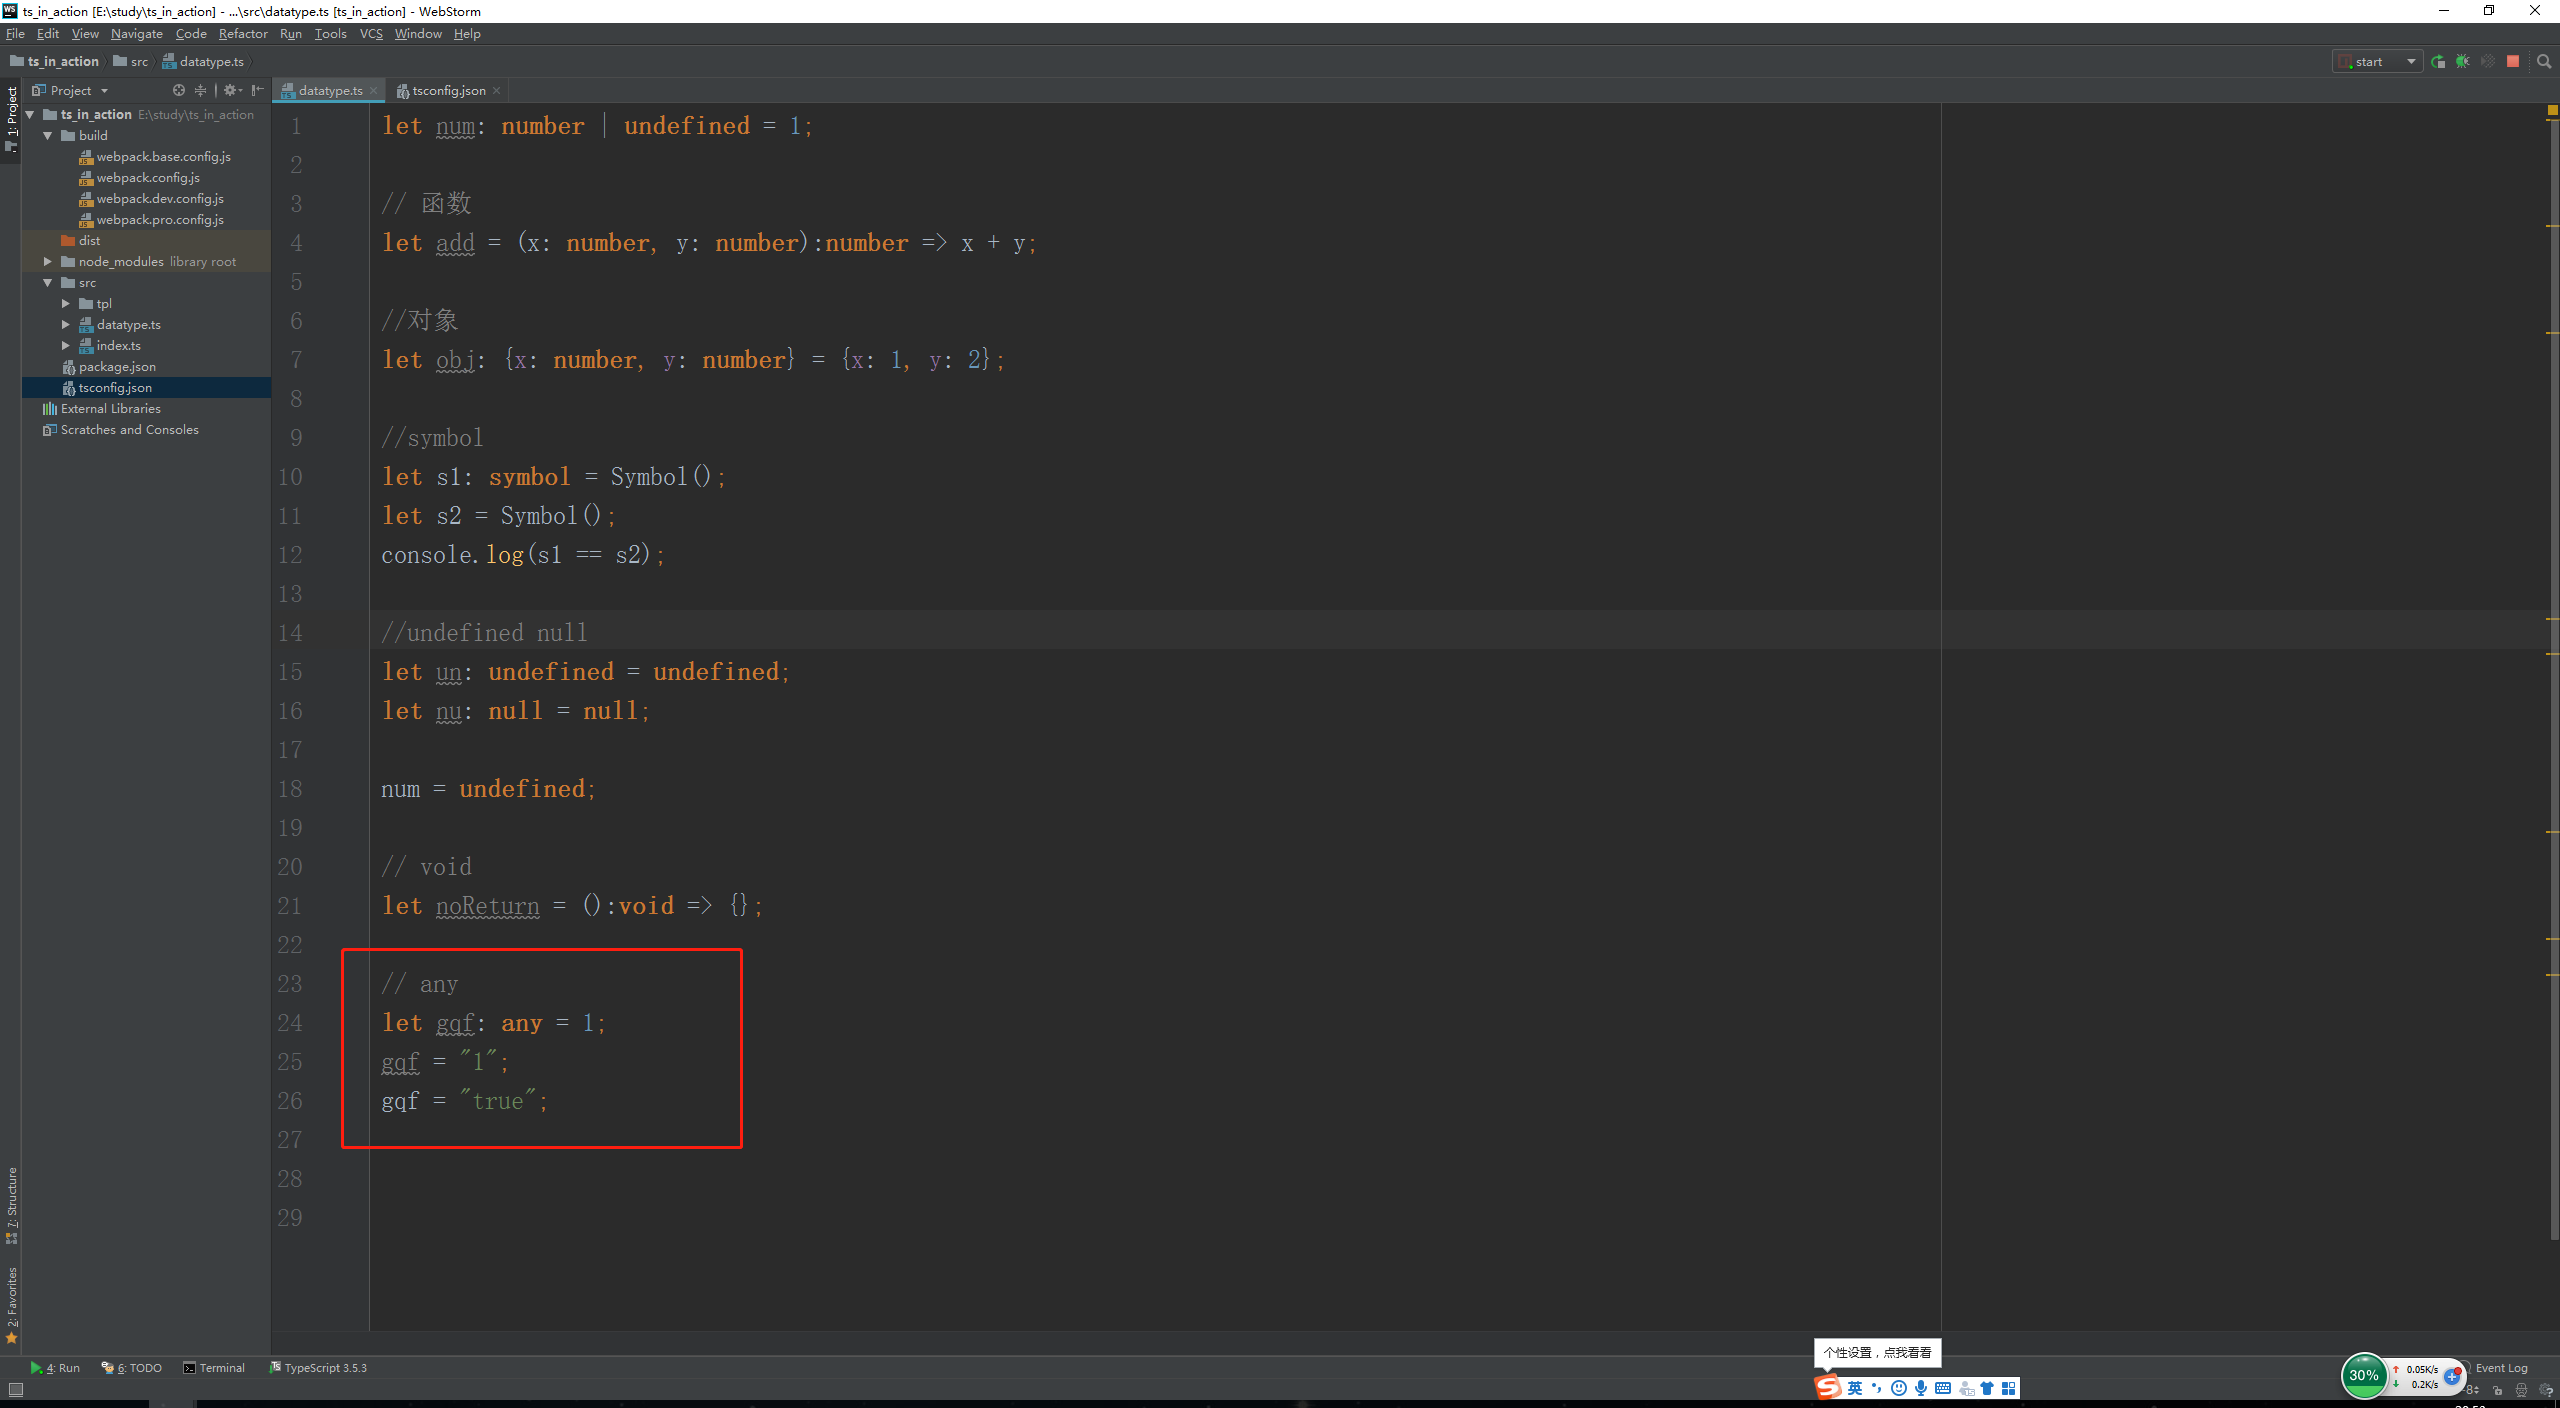 ts_in_action [E:\study\ts_in_action] - ...\src\datatype.ts [ts_in_action] - WebStorm
File Edit View Navigate Code Refactor Run Tools VCS Window Help
ts_in_action src datatype.ts
start
1: Project
Project
datatype.ts
tsconfig.json
ts_in_action E:\study\ts_in_action
build
webpack.base.config.js
webpack.config.js
webpack.dev.config.js
webpack.pro.config.js
dist
node_modules library root
src
tpl
datatype.ts
index.ts
package.json
tsconfig.json
External Libraries
Scratches and Consoles
1 let num: number | undefined = 1;
2
3 // 函数
4 let add = (x: number, y: number):number => x + y;
5
6 //对象
7 let obj: {x: number, y: number} = {x: 1, y: 2};
8
9 //symbol
10 let s1: symbol = Symbol();
11 let s2 = Symbol();
12 console.log(s1 == s2);
13
14 //undefined null
15 let un: undefined = undefined;
16 let nu: null = null;
17
18 num = undefined;
19
20 // void
21 let noReturn = ():void => {};
22
23 // any
24 let gqf: any = 1;
25 gqf = "1";
26 gqf = "true";
27
28
29
7: Structure
2: Favorites
4: Run 6: TODO Terminal TypeScript 3.5.3
个性设置，点我看看
英
30%
0.05K/s
0.2K/s
Event Log